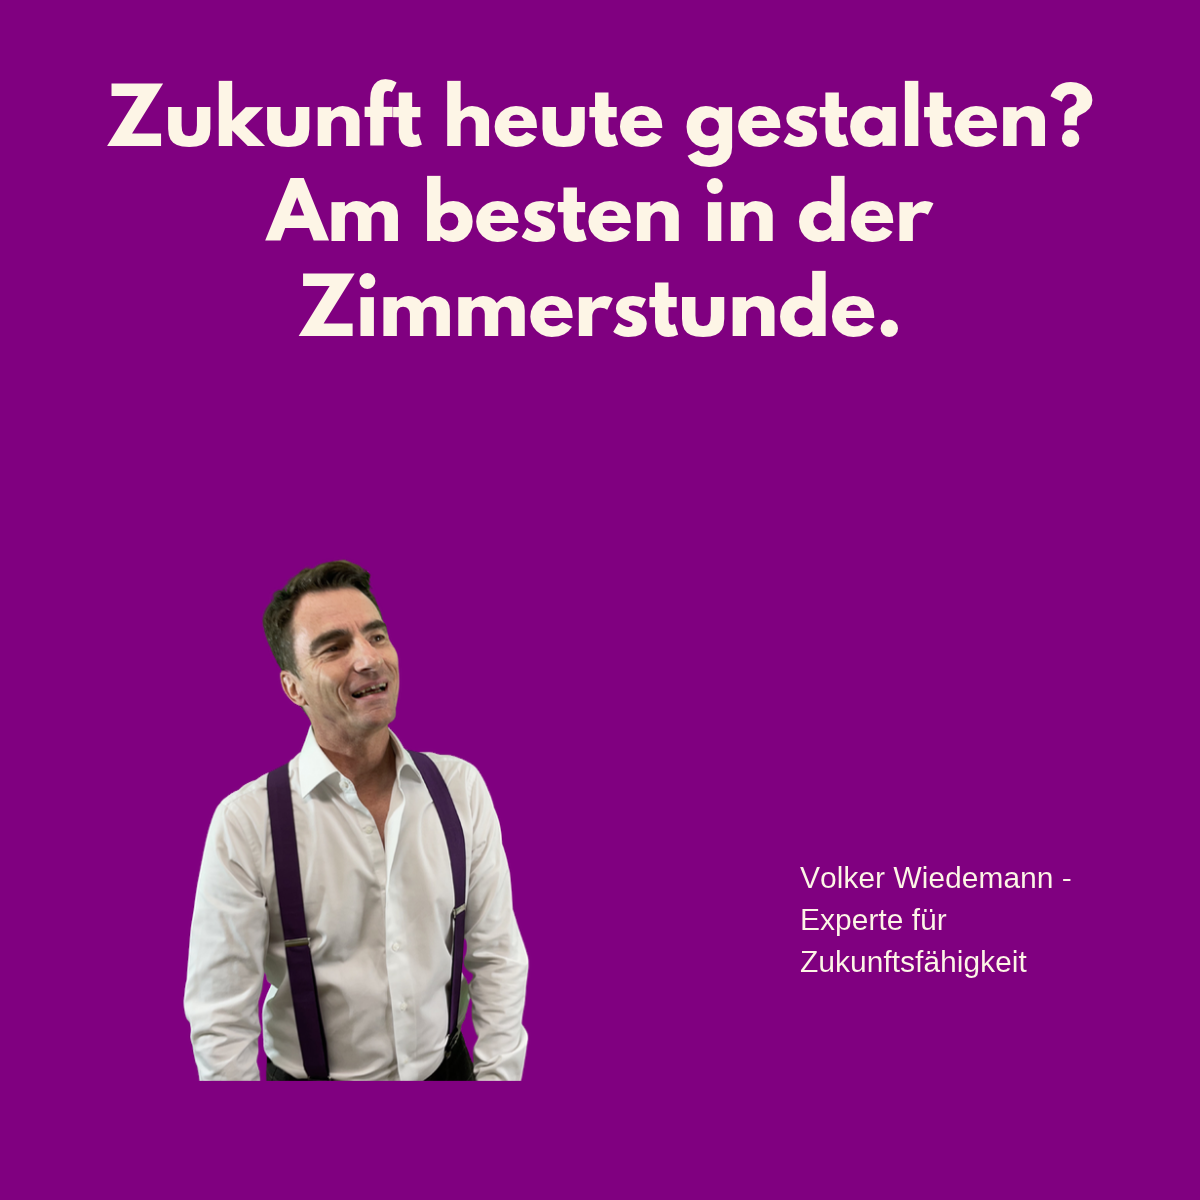 Zukunft heute gestalten?
Am besten in der
Zimmerstunde.
Volker Wiedemann -
Experte für
Zukunftsfähigkeit